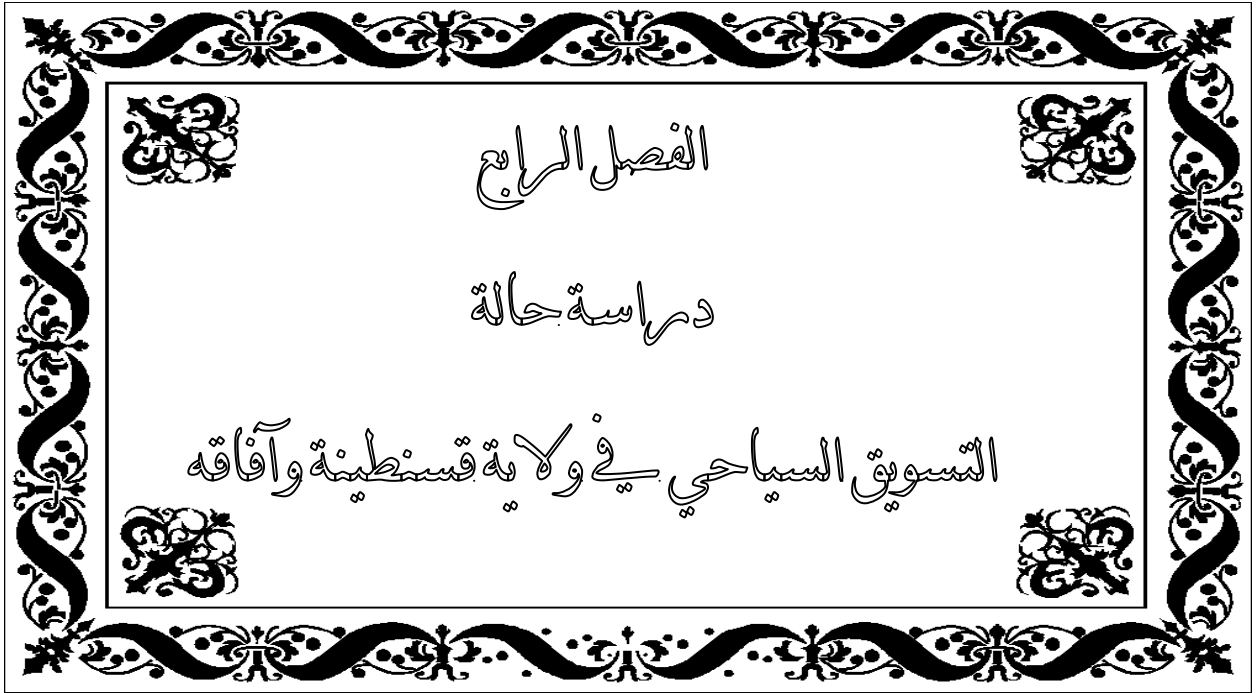 الفصل الرابع
دراسة حالة
التسويق السياحي في ولاية قسنطينة وآفاقه